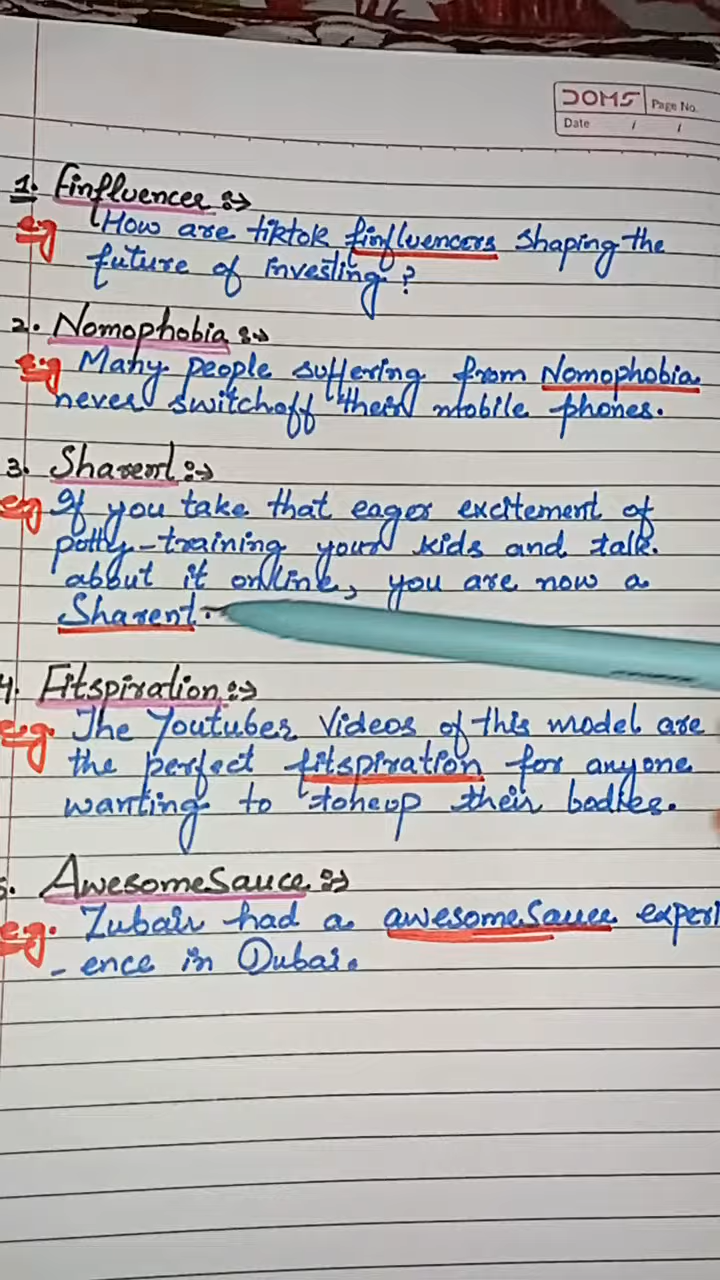 DOMS
Page No.
Date / /
1. Finfluencer :->
eg How are tiktok finfluencers shaping the
future of investing?
2. Nomophobia :->
eg Many people suffering from Nomophobia
never switchoff their mobile phones.
3. Sharent :->
eg If you take that eager excitement of
potty-training your kids and talk.
about it online, you are now a
Sharent.
4. Fitspiration :->
e.g. The Youtuber Videos of this model are
the perfect fitspiration for anyone
wanting to toneup their bodies.
5. AwesomeSauce :->
eg. Zubair had a awesomeSauce experi
-ence in Dubai.